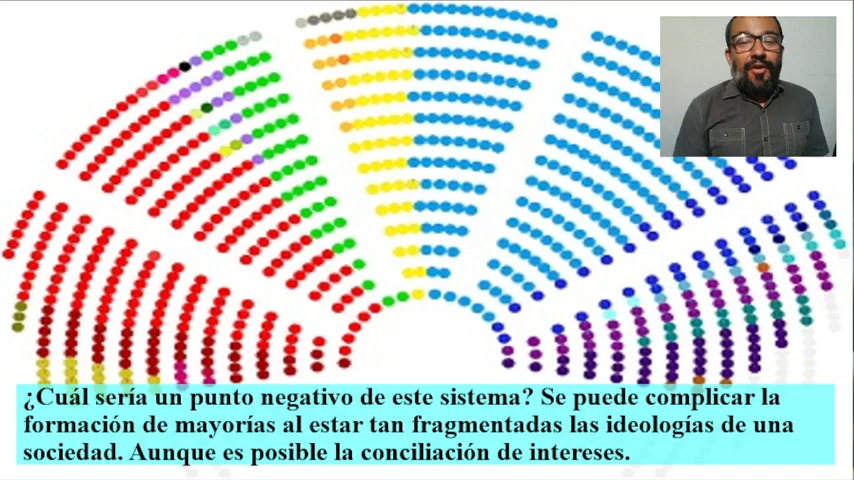 ¿Cuál sería un punto negativo de este sistema? Se puede complicar la
formación de mayorías al estar tan fragmentadas las ideologías de una
sociedad. Aunque es posible la conciliación de intereses.